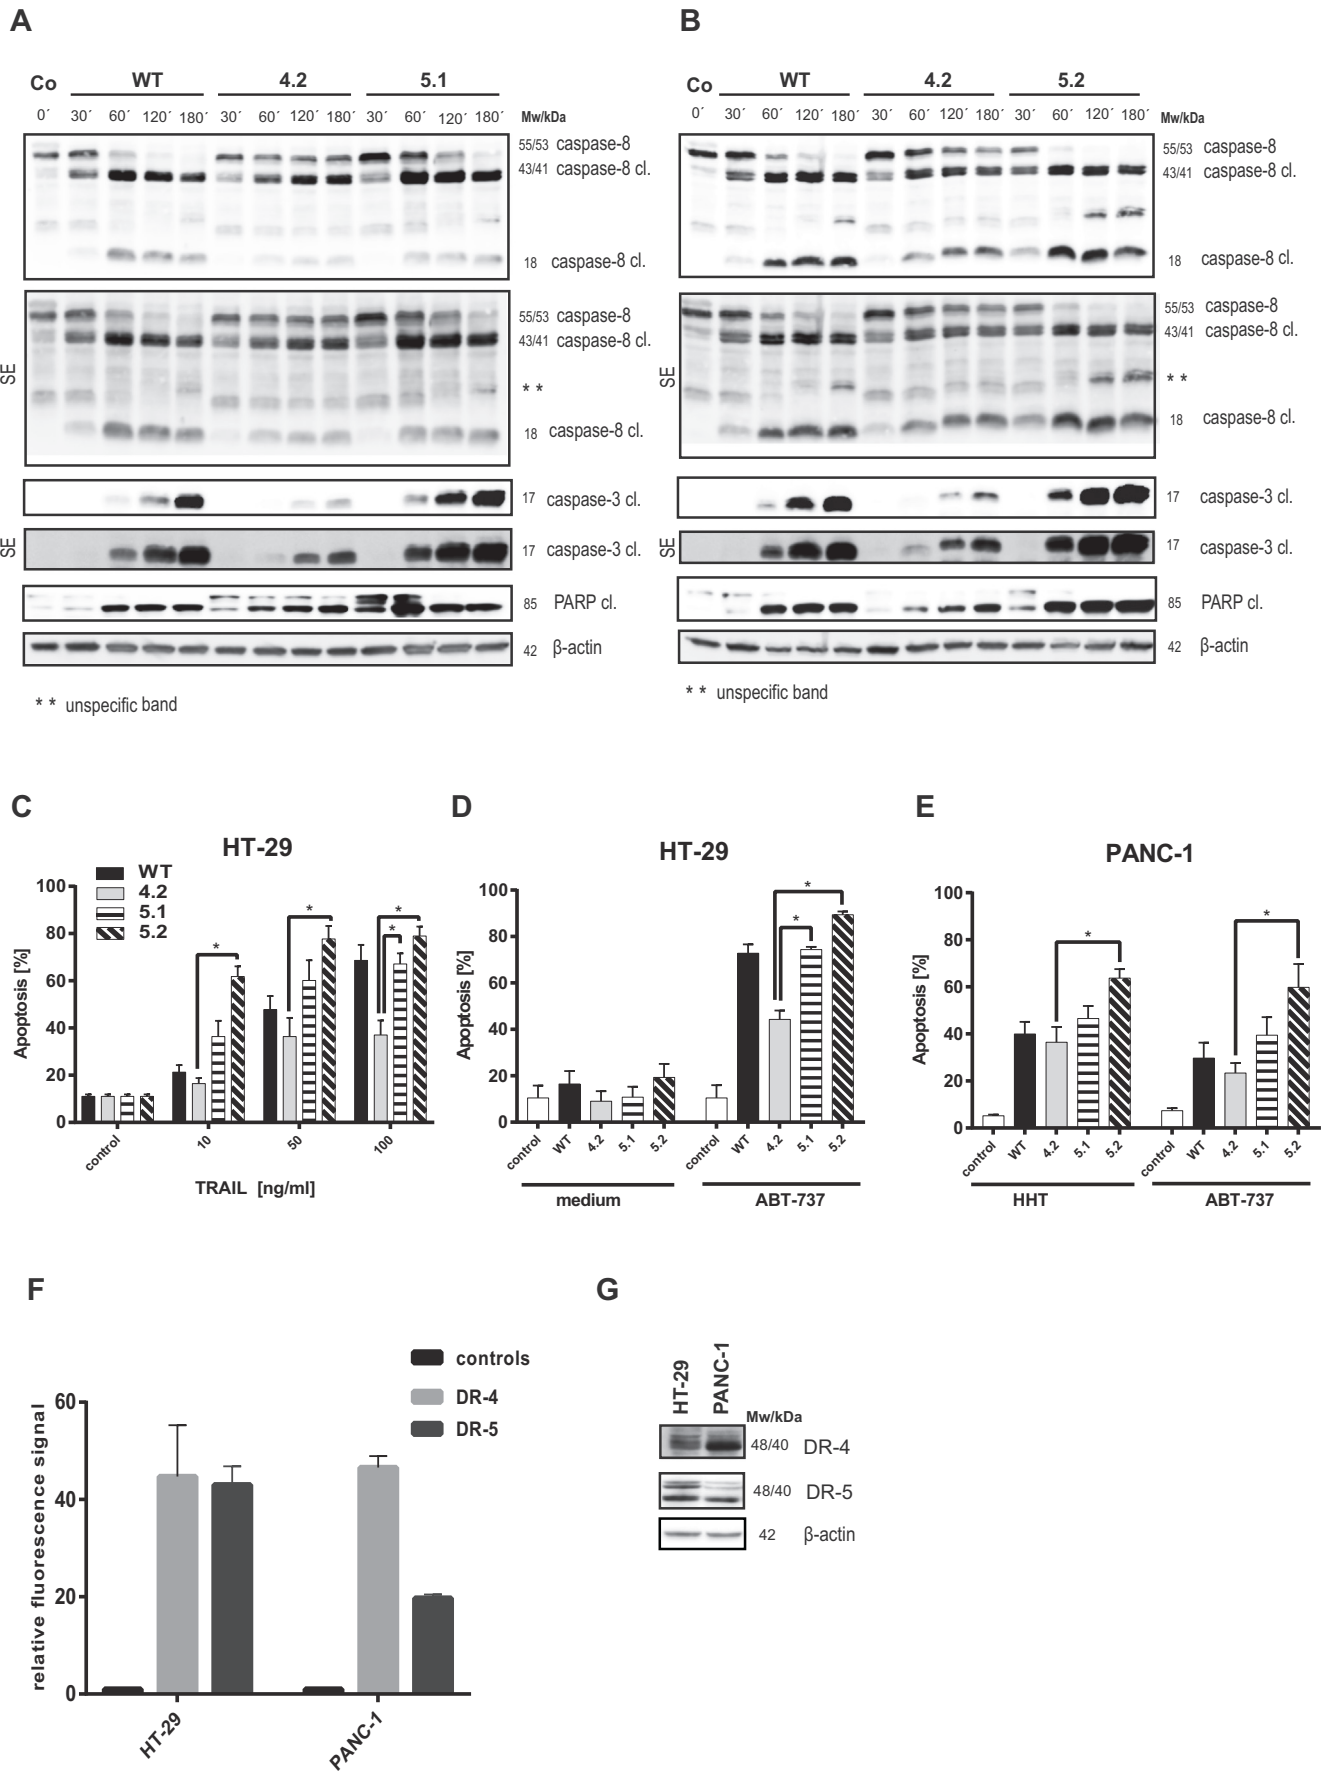 A
B
Co WT 4.2 5.1
0´ 30´ 60´ 120´ 180´ 30´ 60´ 120´ 180´ 30´ 60´ 120´ 180´ Mw/kDa
55/53 caspase-8
43/41 caspase-8 cl.
18 caspase-8 cl.
SE
55/53 caspase-8
43/41 caspase-8 cl.
* *
18 caspase-8 cl.
17 caspase-3 cl.
SE
17 caspase-3 cl.
85 PARP cl.
42 β-actin
* * unspecific band
Co WT 4.2 5.2
0´ 30´ 60´ 120´ 180´ 30´ 60´ 120´ 180´ 30´ 60´ 120´ 180´ Mw/kDa
55/53 caspase-8
43/41 caspase-8 cl.
18 caspase-8 cl.
SE
55/53 caspase-8
43/41 caspase-8 cl.
* *
18 caspase-8 cl.
17 caspase-3 cl.
SE
17 caspase-3 cl.
85 PARP cl.
42 β-actin
* * unspecific band
C
HT-29
WT
4.2
5.1
5.2
Apoptosis [%]
100
80
60
40
20
0
* * * *
control 10 50 100
TRAIL [ng/ml]
D
HT-29
Apoptosis [%]
100
80
60
40
20
0
* *
control WT 4.2 5.1 5.2 control WT 4.2 5.1 5.2
medium ABT-737
E
PANC-1
Apoptosis [%]
100
80
60
40
20
0
* *
control WT 4.2 5.1 5.2 control WT 4.2 5.1 5.2
HHT ABT-737
F
controls
DR-4
DR-5
relative fluorescence signal
60
40
20
0
HT-29 PANC-1
G
HT-29 PANC-1
Mw/kDa
48/40 DR-4
48/40 DR-5
42 β-actin